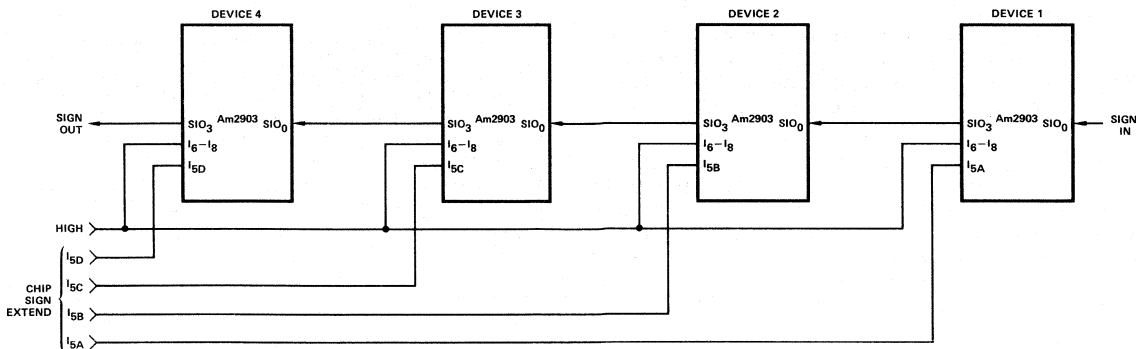 DEVICE 4 DEVICE 3 DEVICE 2 DEVICE 1
SIGN OUT
SIO3 Am2903 SIO0
I6–I8
I5D
SIO3 Am2903 SIO0
I6–I8
I5C
SIO3 Am2903 SIO0
I6–I8
I5B
SIO3 Am2903 SIO0
I6–I8
I5A
SIGN IN
HIGH
CHIP SIGN EXTEND
I5D
I5C
I5B
I5A